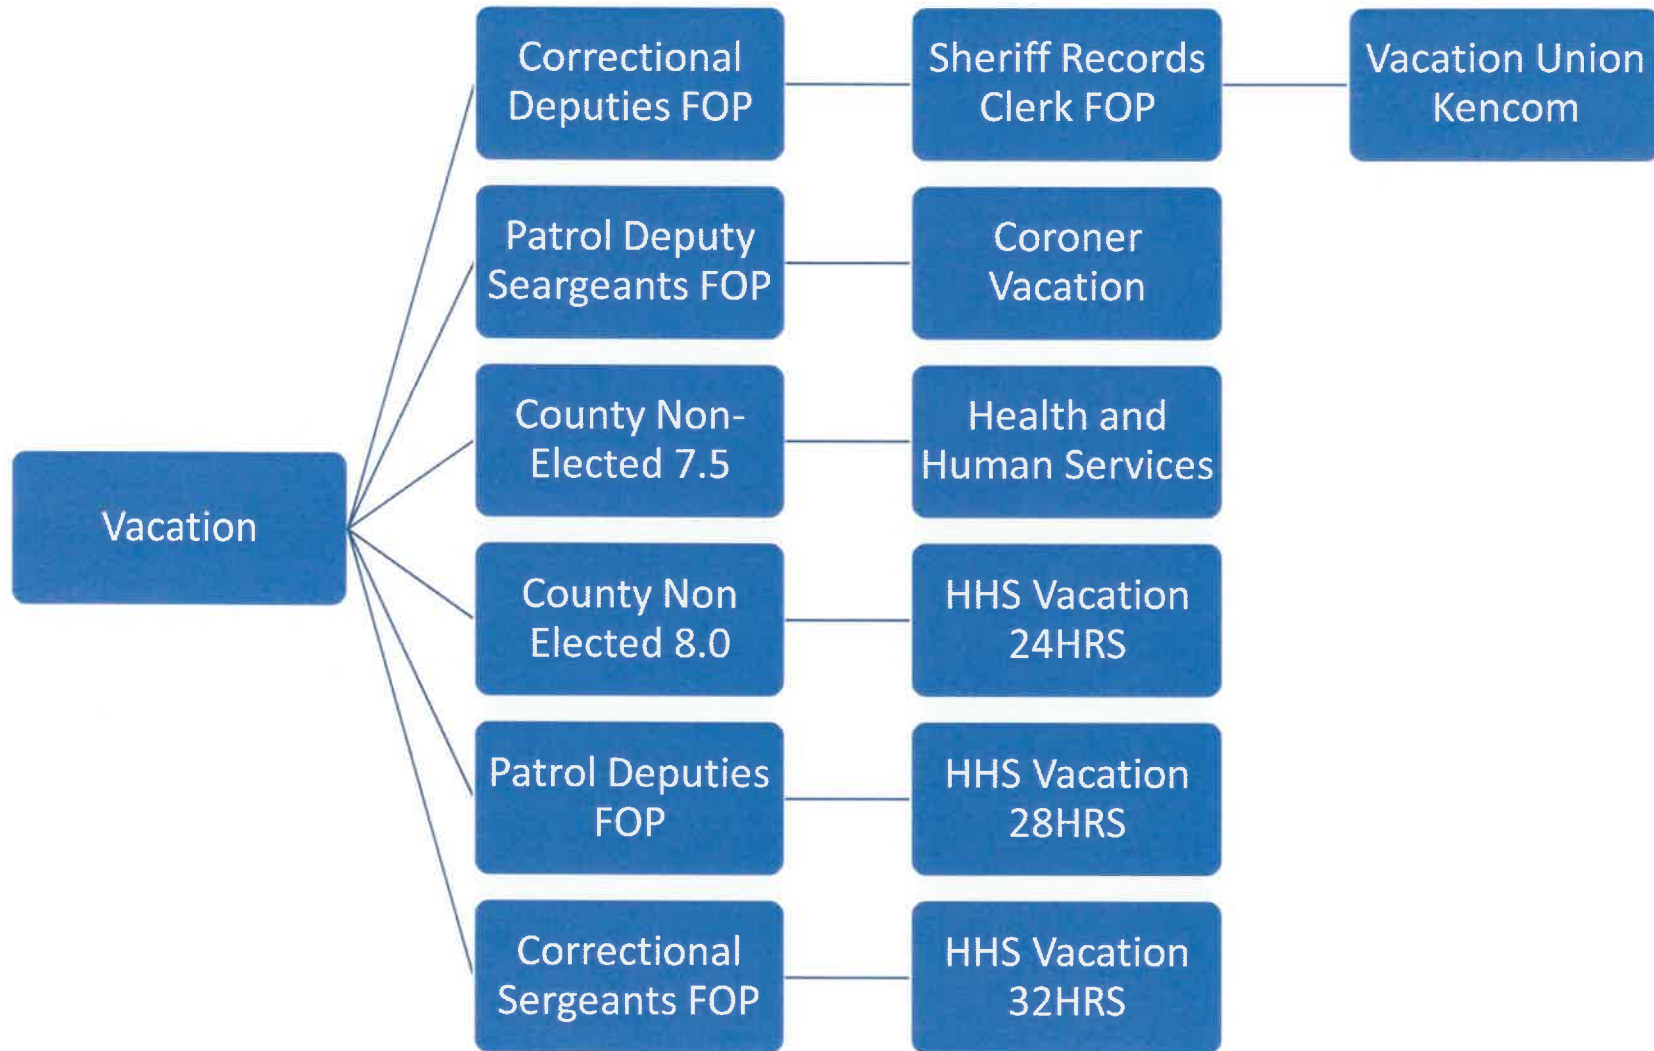 Vacation
Correctional
Deputies FOP
Sheriff Records
Clerk FOP
Vacation Union
Kencom
Patrol Deputy
Seargeants FOP
Coroner
Vacation
County Non-
Elected 7.5
Health and
Human Services
County Non
Elected 8.0
HHS Vacation
24HRS
Patrol Deputies
FOP
HHS Vacation
28HRS
Correctional
Sergeants FOP
HHS Vacation
32HRS